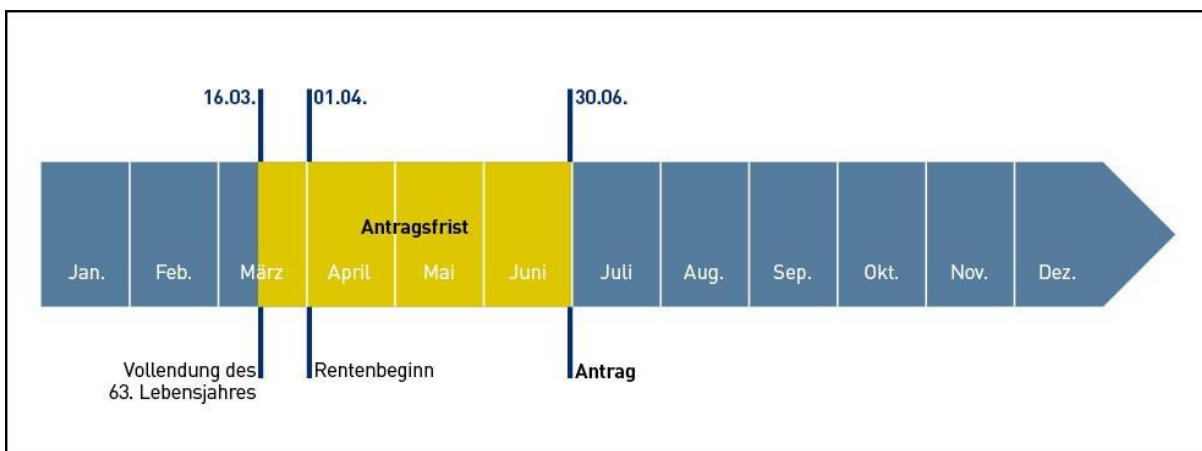 16.03.
01.04.
30.06.
Antragsfrist
Jan.
Feb.
März
April
Mai
Juni
Juli
Aug.
Sep.
Okt.
Nov.
Dez.
Vollendung des
63. Lebensjahres
Rentenbeginn
Antrag